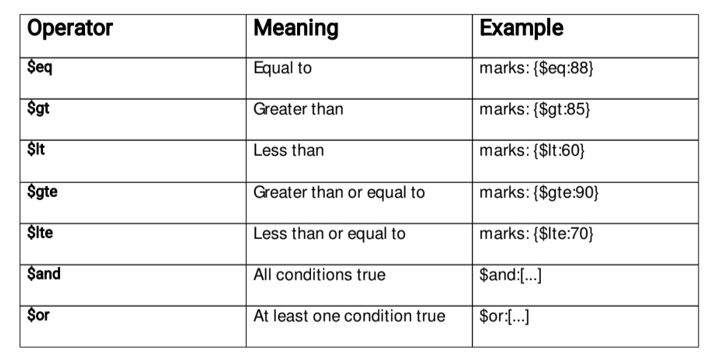 Operator Meaning Example
$eq Equal to marks: {$eq:88}
$gt Greater than marks: {$gt:85}
$lt Less than marks: {$lt:60}
$gte Greater than or equal to marks: {$gte:90}
$lte Less than or equal to marks: {$lte:70}
$and All conditions true $and:[...]
$or At least one condition true $or:[...]